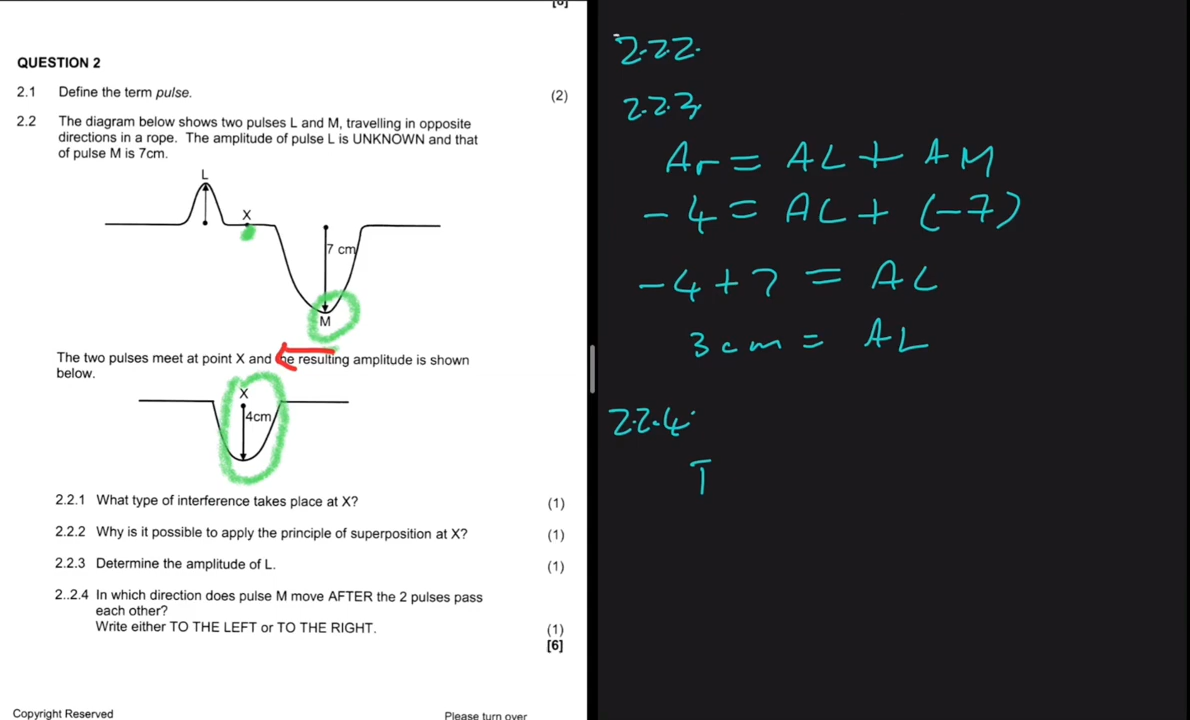 [6]
QUESTION 2
2.1 Define the term pulse. (2)
2.2 The diagram below shows two pulses L and M, travelling in opposite
directions in a rope. The amplitude of pulse L is UNKNOWN and that
of pulse M is 7cm.
L
X
7 cm
M
The two pulses meet at point X and he resulting amplitude is shown
below.
X
4cm
2.2.1 What type of interference takes place at X? (1)
2.2.2 Why is it possible to apply the principle of superposition at X? (1)
2.2.3 Determine the amplitude of L. (1)
2..2.4 In which direction does pulse M move AFTER the 2 pulses pass
each other?
Write either TO THE LEFT or TO THE RIGHT. (1)
[6]
Copyright Reserved Please turn over
2.2.2.
2.2.3
Ar = AL + AM
-4 = AL + (-7)
-4 + 7 = AL
3cm = AL
2.2.4.
T